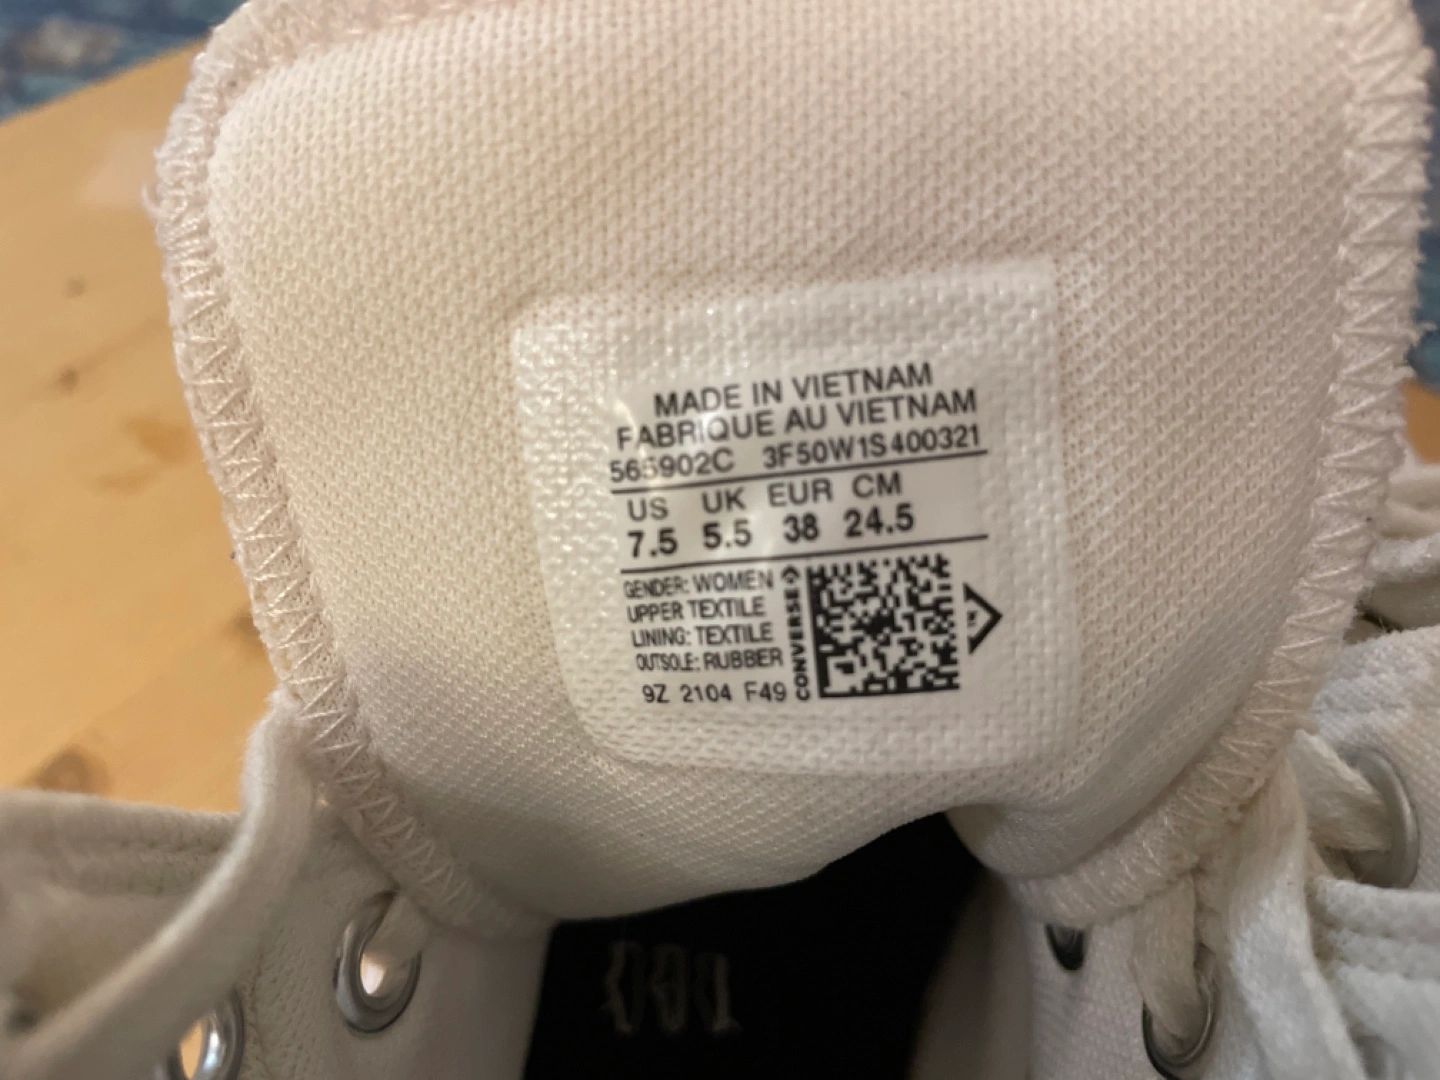 MADE IN VIETNAM
FABRIQUE AU VIETNAM
565902C 3F50W1S400321
US UK EUR CM
7.5 5.5 38 24.5
GENDER: WOMEN
UPPER TEXTILE
LINING: TEXTILE
OUTSOLE: RUBBER
9Z 2104 F49
CONVERSE
TM